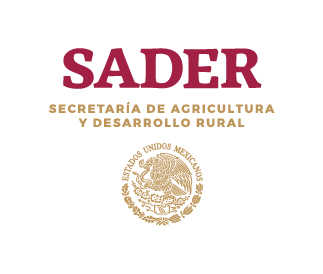 SADER
SECRETARÍA DE AGRICULTURA
Y DESARROLLO RURAL
ESTADOS UNIDOS MEXICANOS